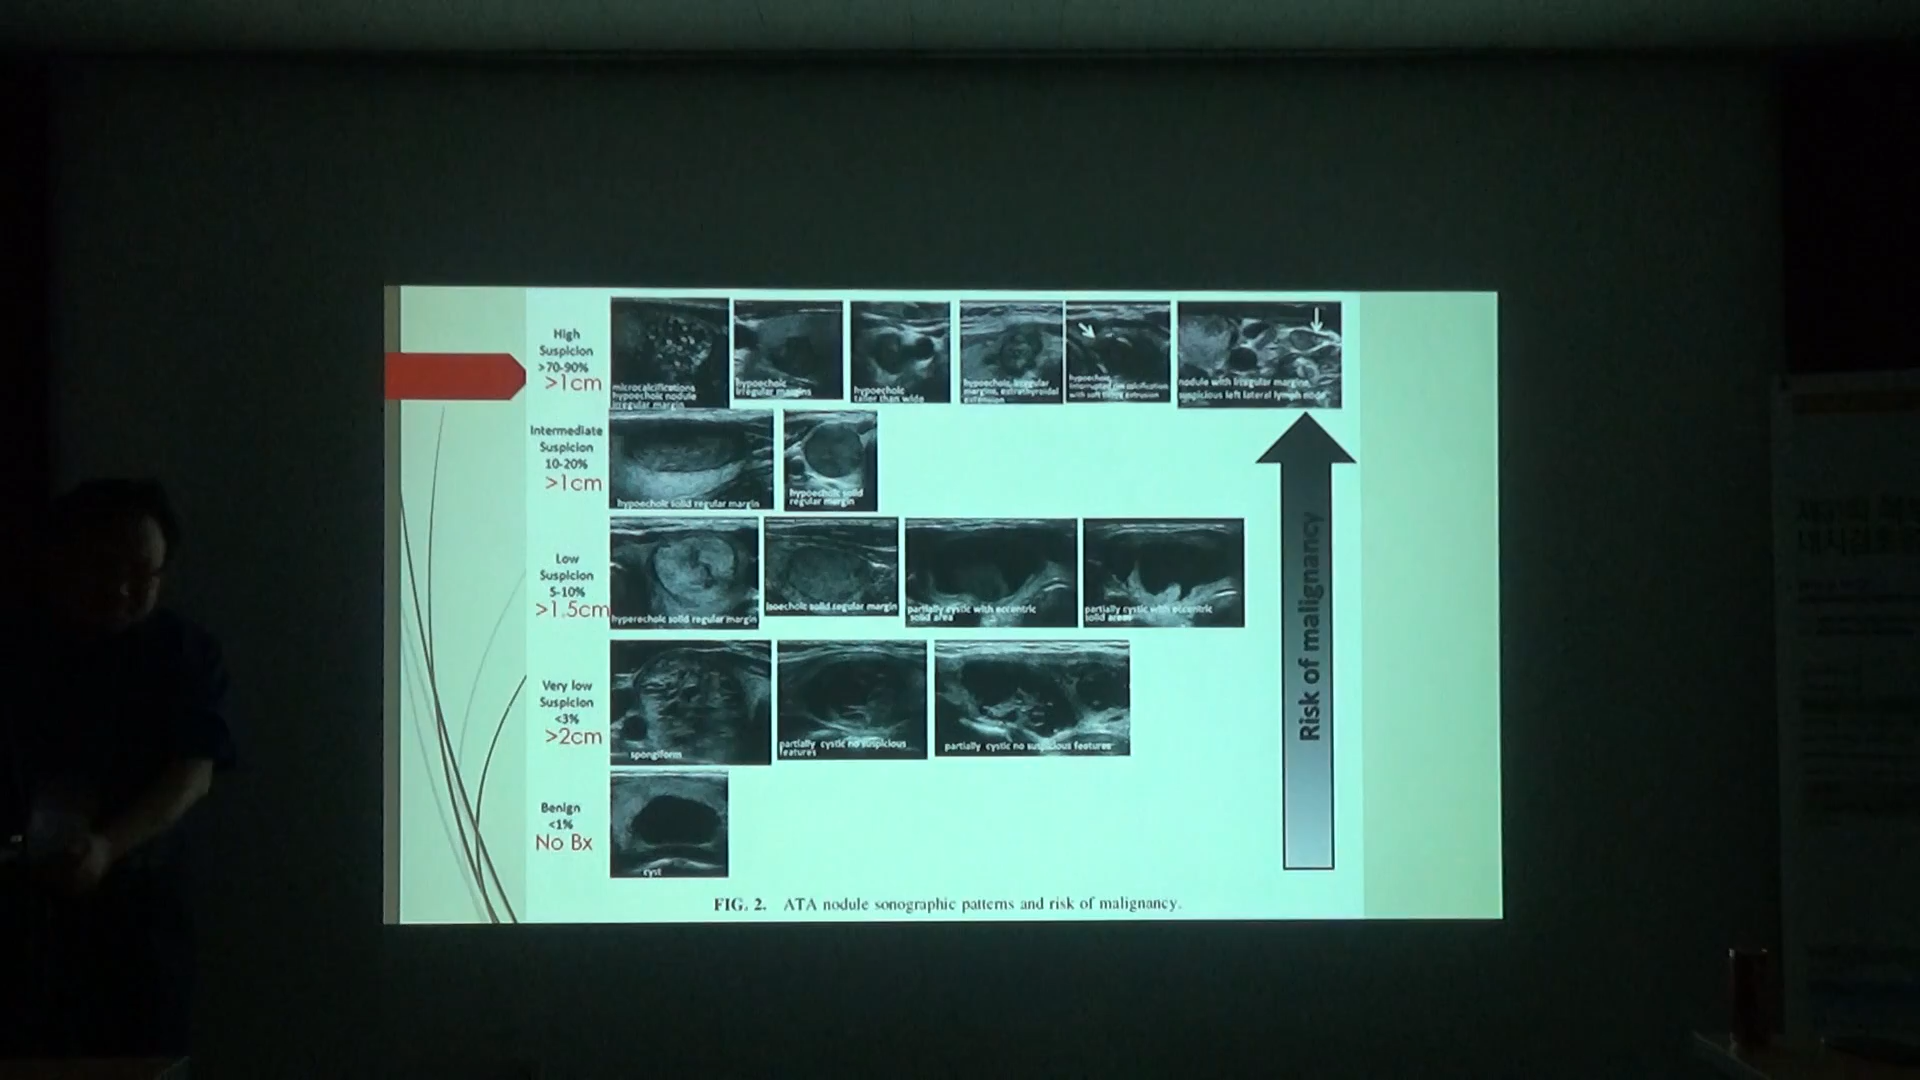 High
Suspicion
>70-90%
>1cm
microcalcifications
hypoechoic nodule
irregular margin
hypoechoic
irregular margins
hypoechoic
taller than wide
hypoechoic, irregular
margins, extrathyroidal
extension
hypoechoic
interrupted rim calcification
with soft tissue extrusion
nodule with irregular margins,
suspicious left lateral lymph node
Intermediate
Suspicion
10-20%
>1cm
hypoechoic solid regular margin
hypoechoic solid
regular margin
Low
Suspicion
5-10%
>1.5cm
hyperechoic solid regular margin
isoechoic solid regular margin
partially cystic with eccentric
solid area
partially cystic with eccentric
solid areas
Very low
Suspicion
<3%
>2cm
spongiform
partially cystic no suspicious
features
partially cystic no suspicious features
Benign
<1%
No Bx
cyst
Risk of malignancy
FIG. 2. ATA nodule sonographic patterns and risk of malignancy.